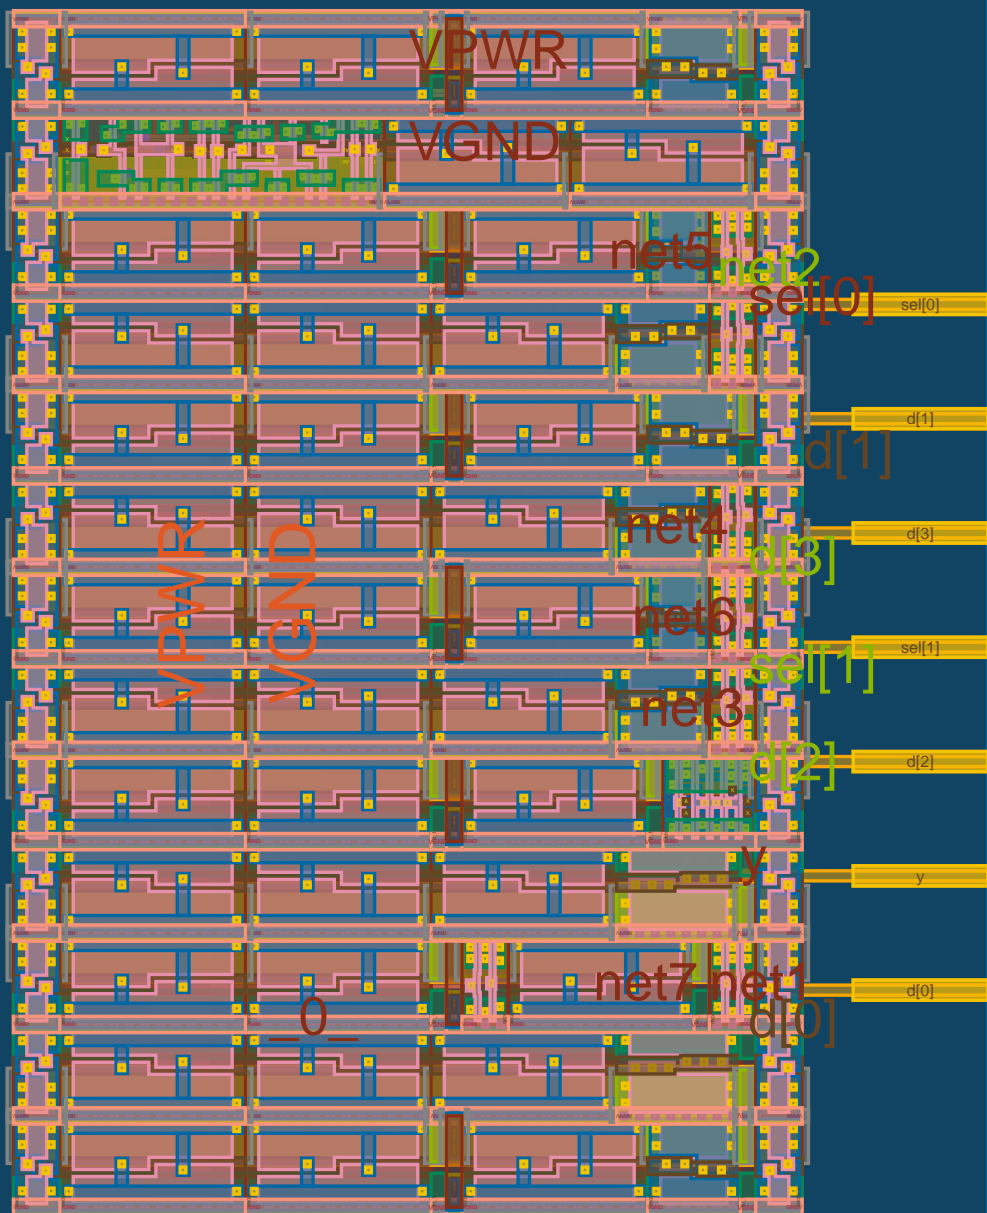 VPWR
VGND
net5
net2
sel[0]
sel[0]
d[1]
d[1]
net4
d[3]
d[3]
VPWR
VGND
net6
sel[1]
sel[1]
net3
d[2]
d[2]
y
y
net7
net1
d[0]
_0_
d[0]